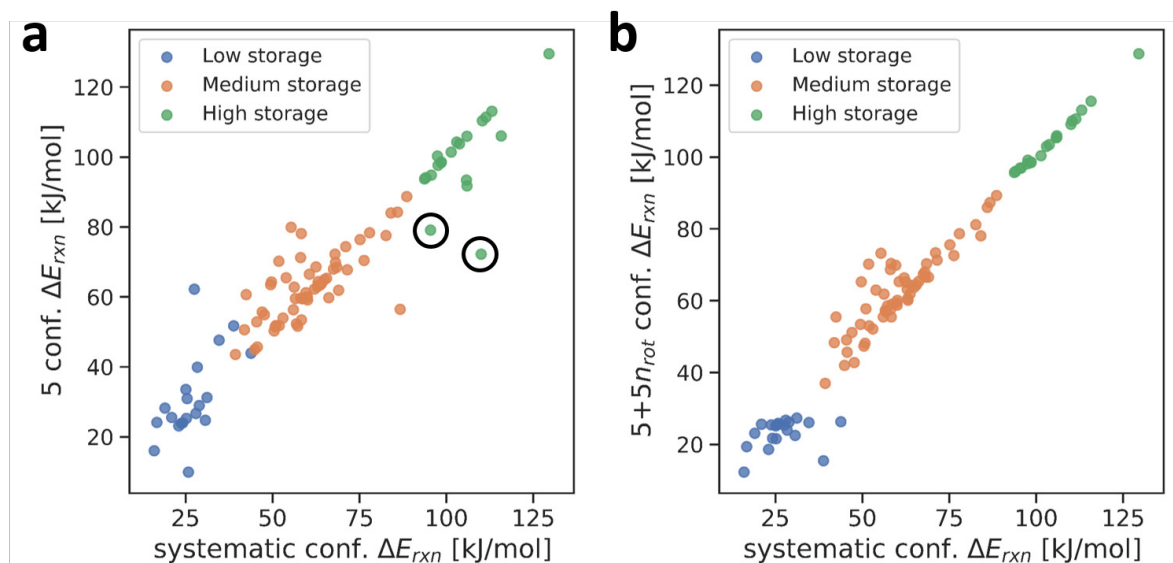 a
Low storage
Medium storage
High storage
120
100
80
60
40
20
5 conf. ΔE_rxn [kJ/mol]
25
50
75
100
125
systematic conf. ΔE_rxn [kJ/mol]
b
Low storage
Medium storage
High storage
120
100
80
60
40
20
5+5n_rot conf. ΔE_rxn [kJ/mol]
25
50
75
100
125
systematic conf. ΔE_rxn [kJ/mol]